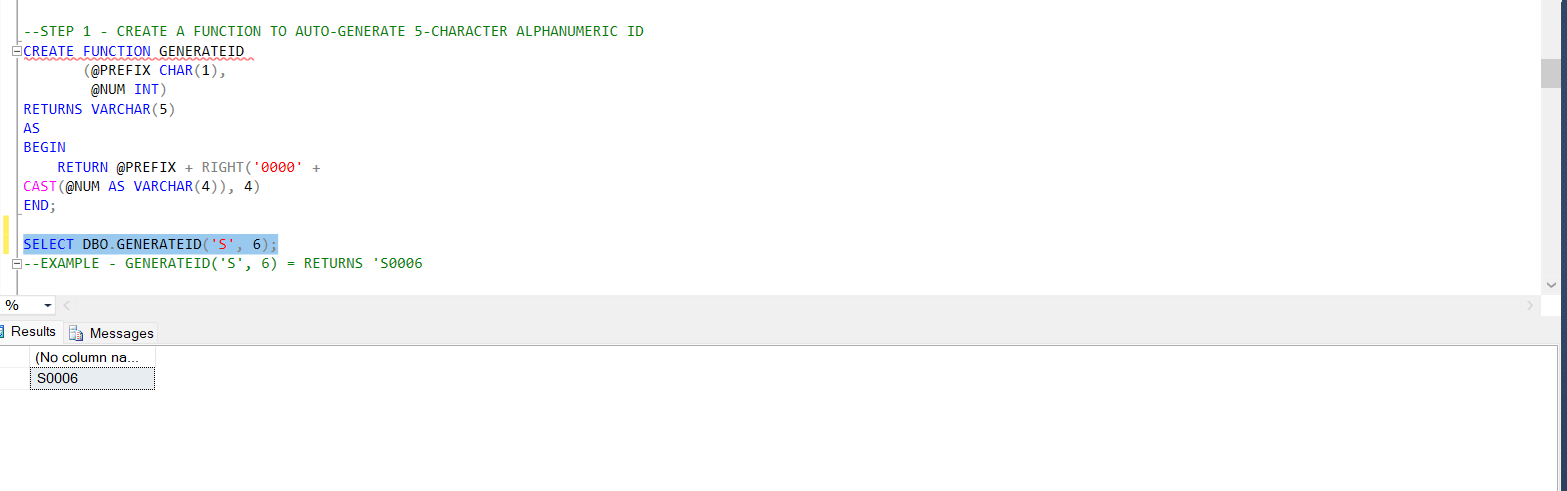 --STEP 1 - CREATE A FUNCTION TO AUTO-GENERATE 5-CHARACTER ALPHANUMERIC ID
CREATE FUNCTION GENERATEID
(@PREFIX CHAR(1),
@NUM INT)
RETURNS VARCHAR(5)
AS
BEGIN
RETURN @PREFIX + RIGHT('0000' +
CAST(@NUM AS VARCHAR(4)), 4)
END;
SELECT DBO.GENERATEID('S', 6);
--EXAMPLE - GENERATEID('S', 6) = RETURNS 'S0006
%
Results Messages
(No column na...
S0006